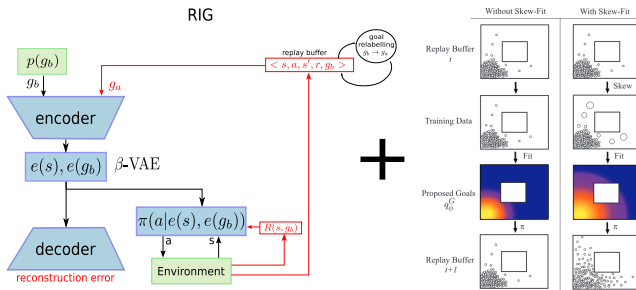 RIG
p(g_b)
g_b
g_a
encoder
e(s), e(g_b)
β-VAE
decoder
reconstruction error
π(a|e(s), e(g_b))
a
s
Environment
R(s, g_b)
replay buffer
< s, a, s′, r, g_b >
goal
relabelling
g_b → g_a
+
Without Skew-Fit
With Skew-Fit
Replay Buffer
t
Skew
Training Data
Fit
Fit
Proposed Goals
q_ϕ^G
π
π
Replay Buffer
t+1